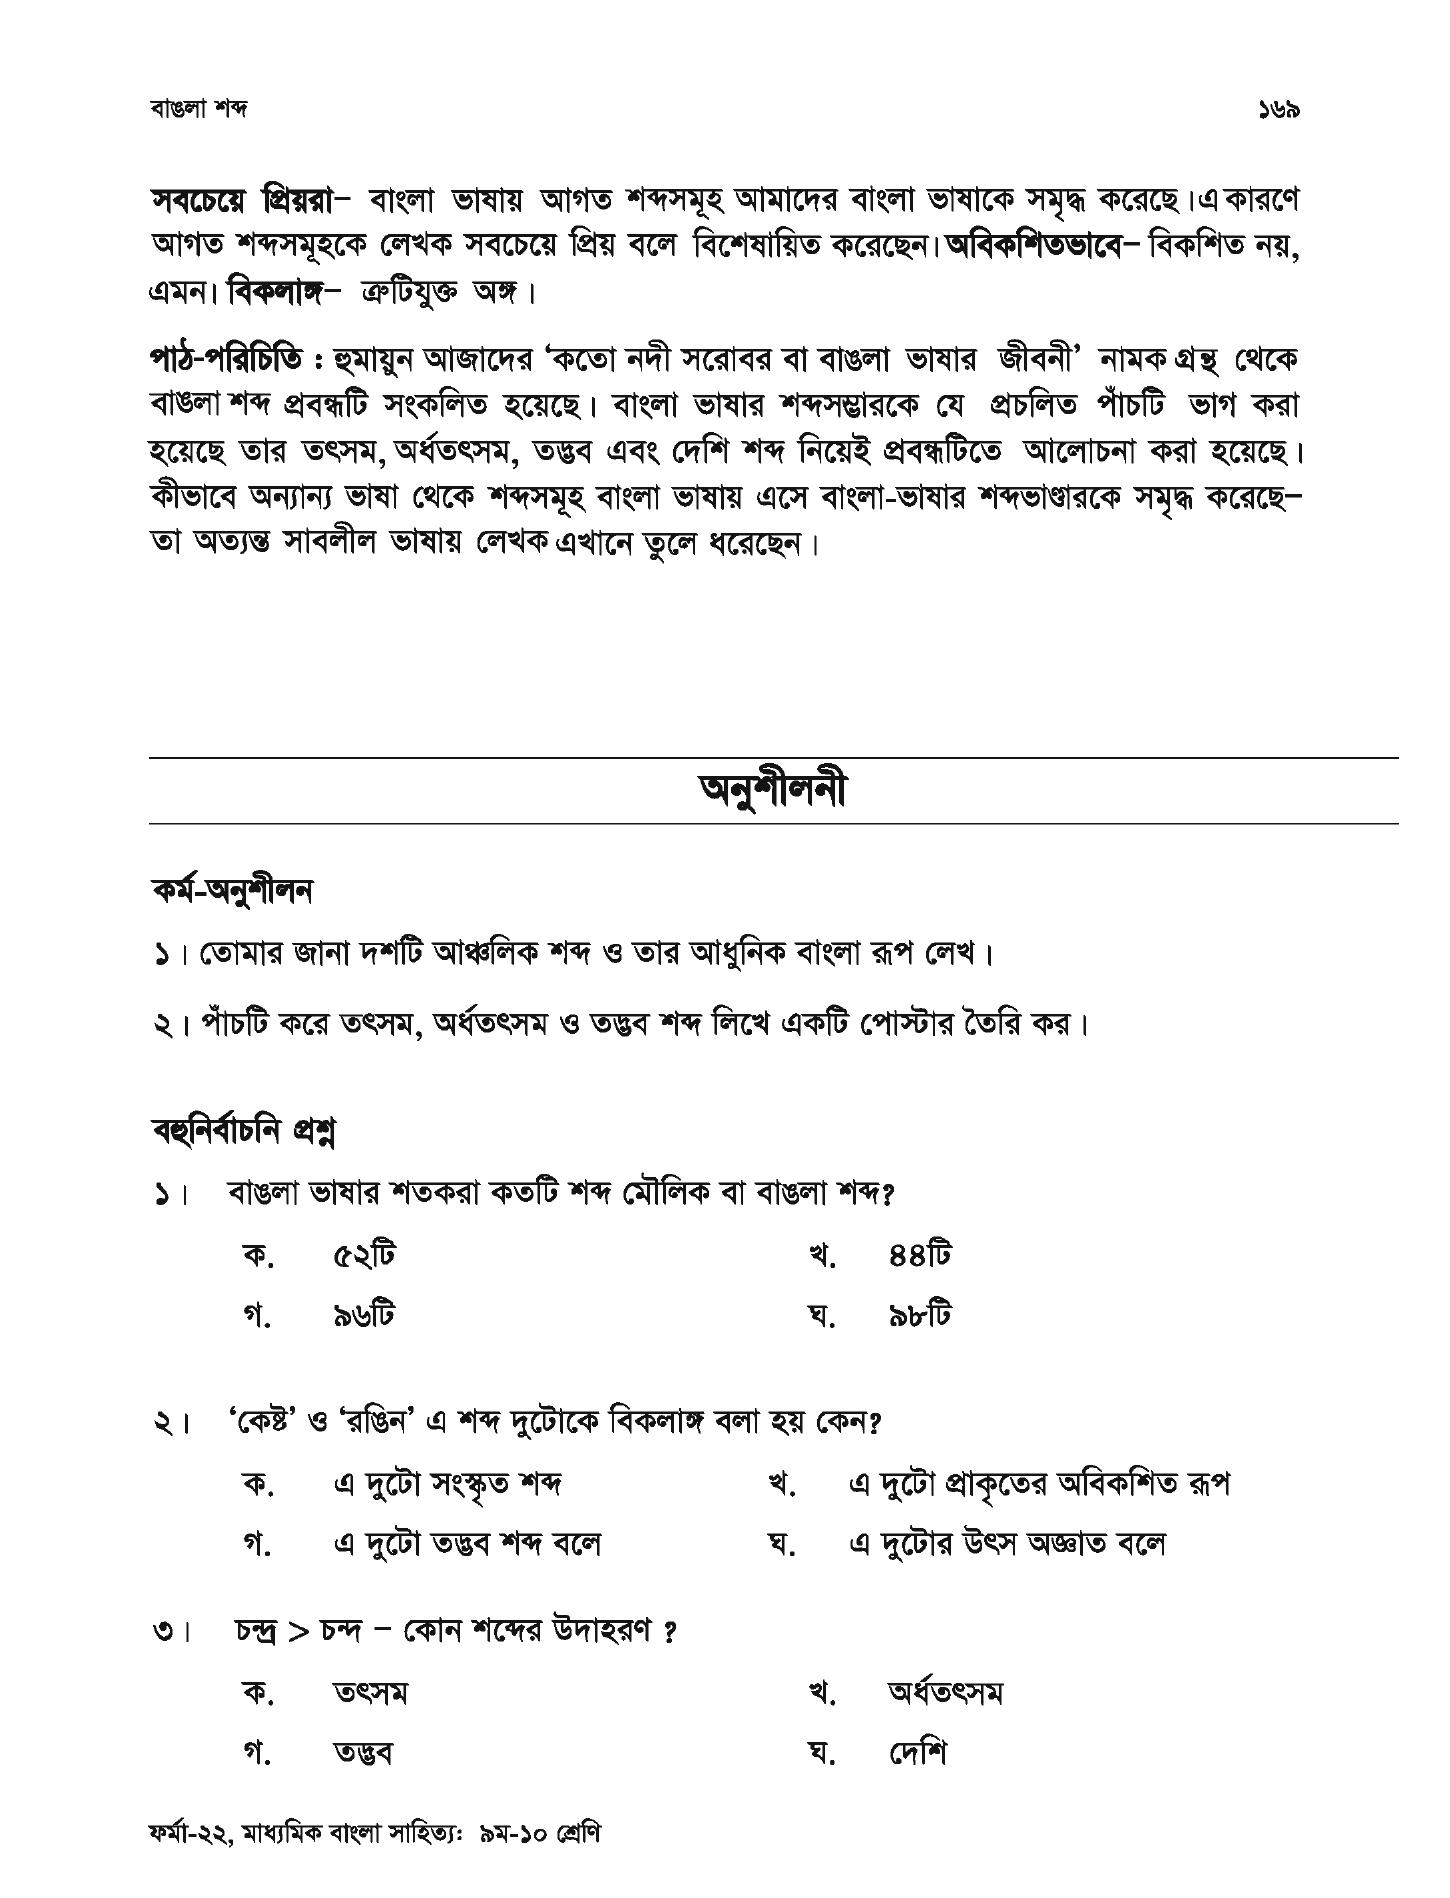 বাঙলা শব্দ ১৬৯
সবচেয়ে প্রিয়রা– বাংলা ভাষায় আগত শব্দসমূহ আমাদের বাংলা ভাষাকে সমৃদ্ধ করেছে। এ কারণে
আগত শব্দসমূহকে লেখক সবচেয়ে প্রিয় বলে বিশেষায়িত করেছেন। অবিকশিতভাবে– বিকশিত নয়,
এমন। বিকলাঙ্গ– ত্রুটিযুক্ত অঙ্গ।
পাঠ-পরিচিতি : হুমায়ুন আজাদের ‘কতো নদী সরোবর বা বাঙলা ভাষার জীবনী’ নামক গ্রন্থ থেকে
বাঙলা শব্দ প্রবন্ধটি সংকলিত হয়েছে। বাংলা ভাষার শব্দসম্ভারকে যে প্রচলিত পাঁচটি ভাগ করা
হয়েছে তার তৎসম, অর্ধতৎসম, তদ্ভব এবং দেশি শব্দ নিয়েই প্রবন্ধটিতে আলোচনা করা হয়েছে।
কীভাবে অন্যান্য ভাষা থেকে শব্দসমূহ বাংলা ভাষায় এসে বাংলা-ভাষার শব্দভাণ্ডারকে সমৃদ্ধ করেছে–
তা অত্যন্ত সাবলীল ভাষায় লেখক এখানে তুলে ধরেছেন।
অনুশীলনী
কর্ম-অনুশীলন
১। তোমার জানা দশটি আঞ্চলিক শব্দ ও তার আধুনিক বাংলা রূপ লেখ।
২। পাঁচটি করে তৎসম, অর্ধতৎসম ও তদ্ভব শব্দ লিখে একটি পোস্টার তৈরি কর।
বহুনির্বাচনি প্রশ্ন
১। বাঙলা ভাষার শতকরা কতটি শব্দ মৌলিক বা বাঙলা শব্দ?
ক. ৫২টি খ. ৪৪টি
গ. ৯৬টি ঘ. ৯৮টি
২। ‘কেষ্ট’ ও ‘রঙিন’ এ শব্দ দুটোকে বিকলাঙ্গ বলা হয় কেন?
ক. এ দুটো সংস্কৃত শব্দ খ. এ দুটো প্রাকৃতের অবিকশিত রূপ
গ. এ দুটো তদ্ভব শব্দ বলে ঘ. এ দুটোর উৎস অজ্ঞাত বলে
৩। চন্দ্র > চন্দ – কোন শব্দের উদাহরণ ?
ক. তৎসম খ. অর্ধতৎসম
গ. তদ্ভব ঘ. দেশি
ফর্মা-২২, মাধ্যমিক বাংলা সাহিত্য: ৯ম-১০ শ্রেণি